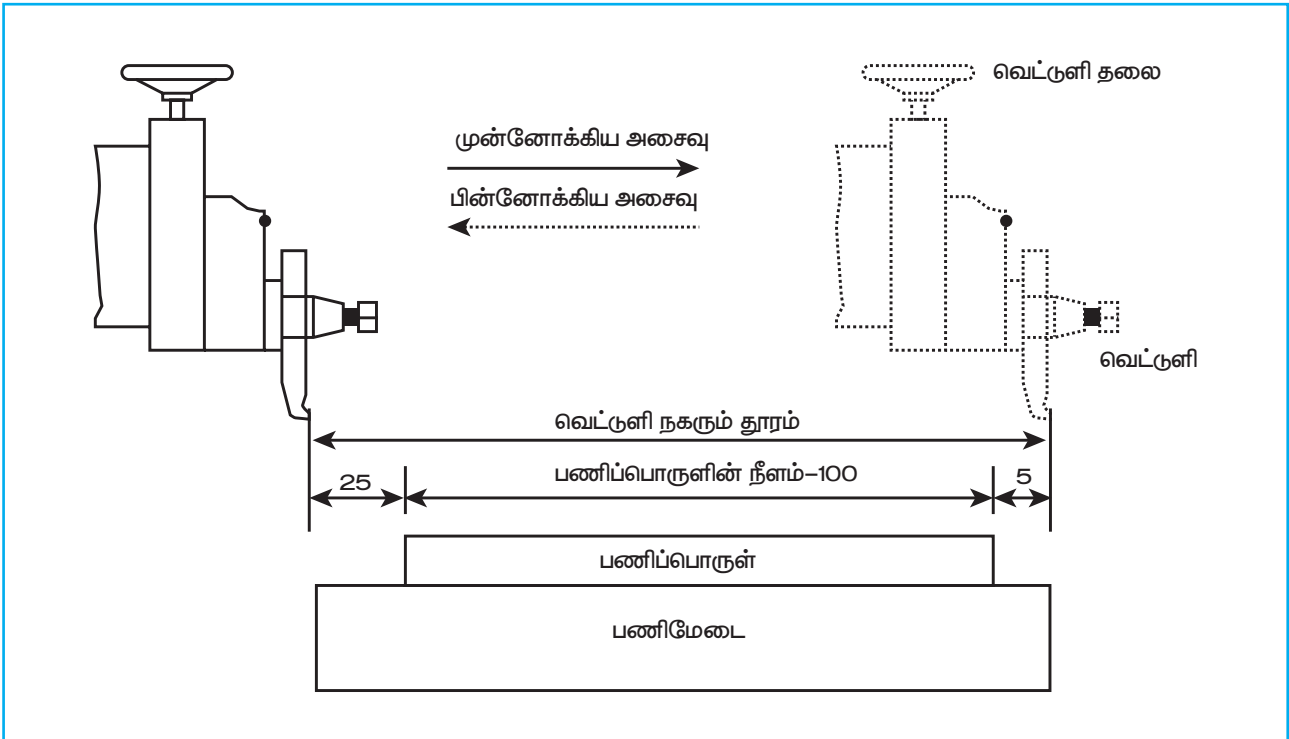 வெட்டுளி தலை
முன்னோக்கிய அசைவு
பின்னோக்கிய அசைவு
வெட்டுளி
வெட்டுளி நகரும் தூரம்
25
பணிப்பொருளின் நீளம்-100
5
பணிப்பொருள்
பணிமேடை